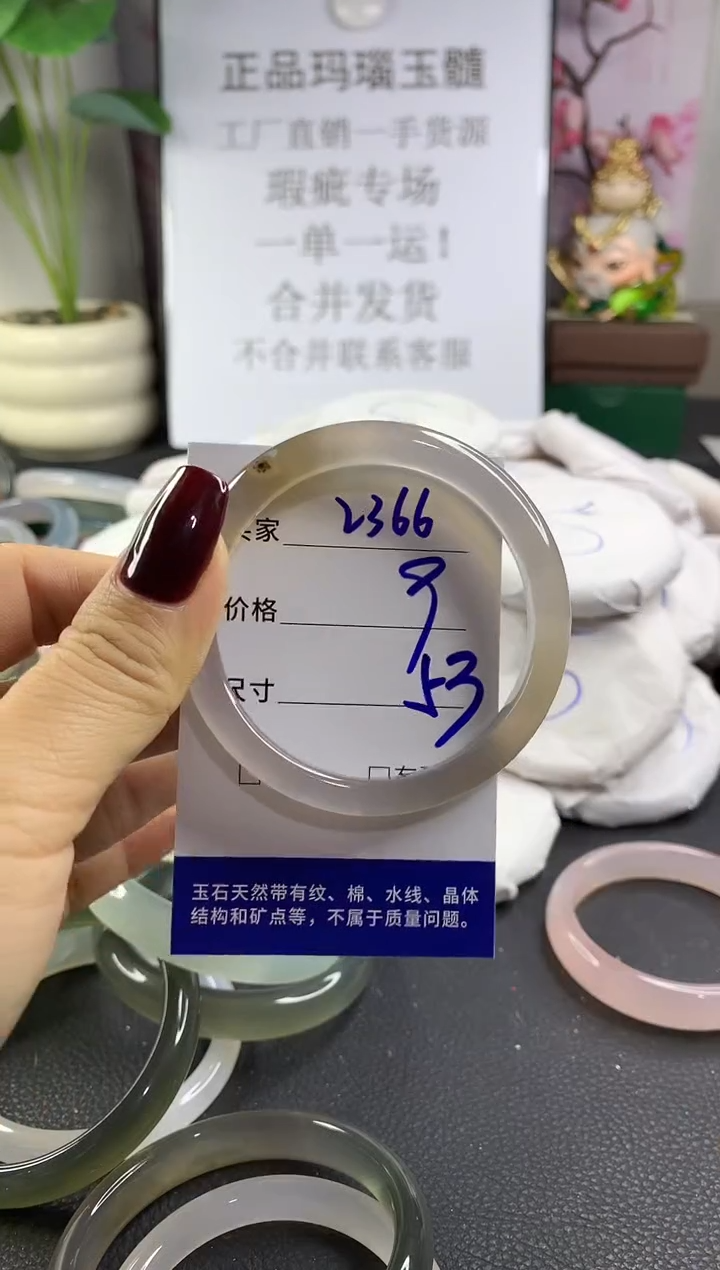 正品玛瑙玉髓
工厂直销一手货源
瑕疵专场
一单一运！
合并发货
不合并联系客服
家 2366
价格 9
尺寸 53
玉石天然带有纹、棉、水线、晶体
结构和矿点等，不属于质量问题。